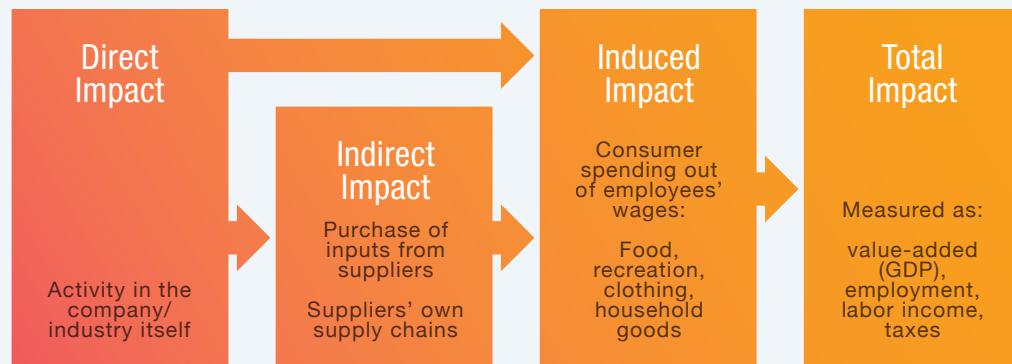 Direct
Impact
Activity in the
company/
industry itself
Indirect
Impact
Purchase of
inputs from
suppliers
Suppliers’ own
supply chains
Induced
Impact
Consumer
spending out
of employees’
wages:
Food,
recreation,
clothing,
household
goods
Total
Impact
Measured as:
value-added
(GDP),
employment,
labor income,
taxes